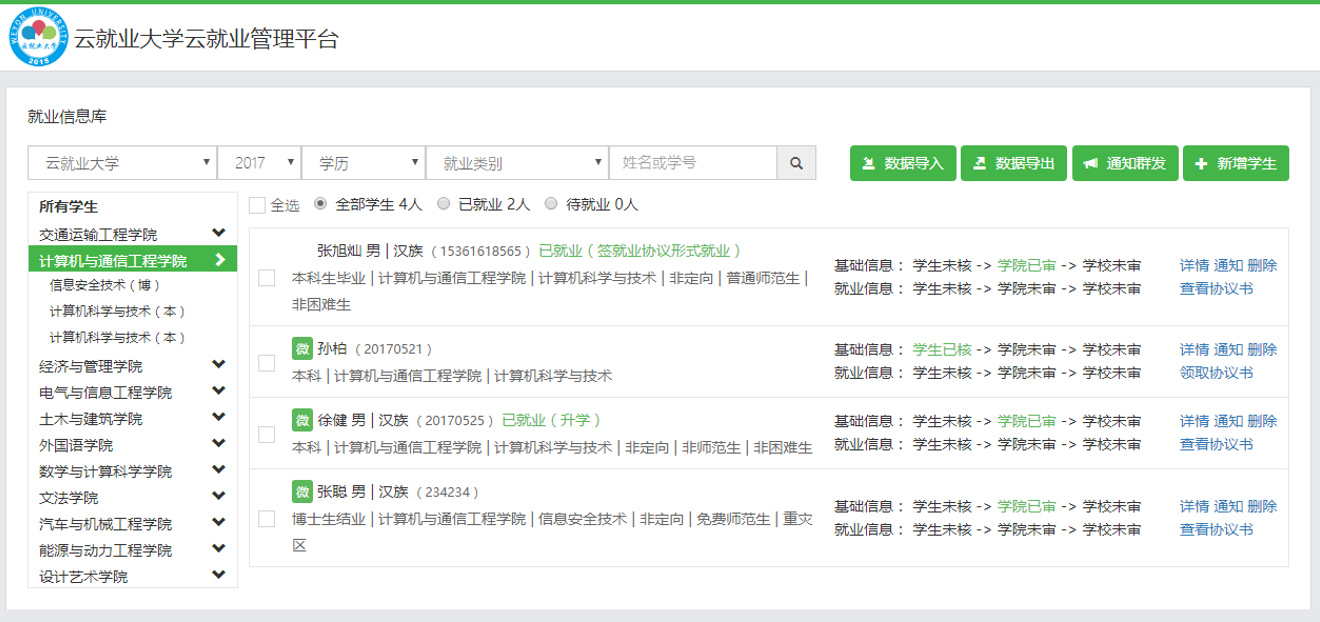 WEYON UNIVERSITY
云就业大学
2015
云就业大学云就业管理平台
就业信息库
云就业大学 2017 学历 就业类别 姓名或学号 数据导入 数据导出 通知群发 新增学生
所有学生
交通运输工程学院
计算机与通信工程学院
信息安全技术（博）
计算机科学与技术（本）
计算机科学与技术（本）
经济与管理学院
电气与信息工程学院
土木与建筑学院
外国语学院
数学与计算科学学院
文法学院
汽车与机械工程学院
能源与动力工程学院
设计艺术学院
全选 全部学生 4人 已就业 2人 待就业 0人
张旭灿 男 | 汉族 （15361618565） 已就业（签就业协议形式就业）
本科生毕业 | 计算机与通信工程学院 | 计算机科学与技术 | 非定向 | 普通师范生 |
非困难生
基础信息： 学生未核 -> 学院已审 -> 学校未审
就业信息： 学生未核 -> 学院未审 -> 学校未审
详情 通知 删除
查看协议书
微 孙柏 （20170521）
本科 | 计算机与通信工程学院 | 计算机科学与技术
基础信息： 学生已核 -> 学院未审 -> 学校未审
就业信息： 学生未核 -> 学院未审 -> 学校未审
详情 通知 删除
领取协议书
微 徐健 男 | 汉族 （20170525） 已就业（升学）
本科 | 计算机与通信工程学院 | 计算机科学与技术 | 非定向 | 非师范生 | 非困难生
基础信息： 学生未核 -> 学院已审 -> 学校未审
就业信息： 学生未核 -> 学院未审 -> 学校未审
详情 通知 删除
查看协议书
微 张聪 男 | 汉族 （234234）
博士生结业 | 计算机与通信工程学院 | 信息安全技术 | 非定向 | 免费师范生 | 重灾
区
基础信息： 学生未核 -> 学院已审 -> 学校未审
就业信息： 学生未核 -> 学院未审 -> 学校未审
详情 通知 删除
查看协议书